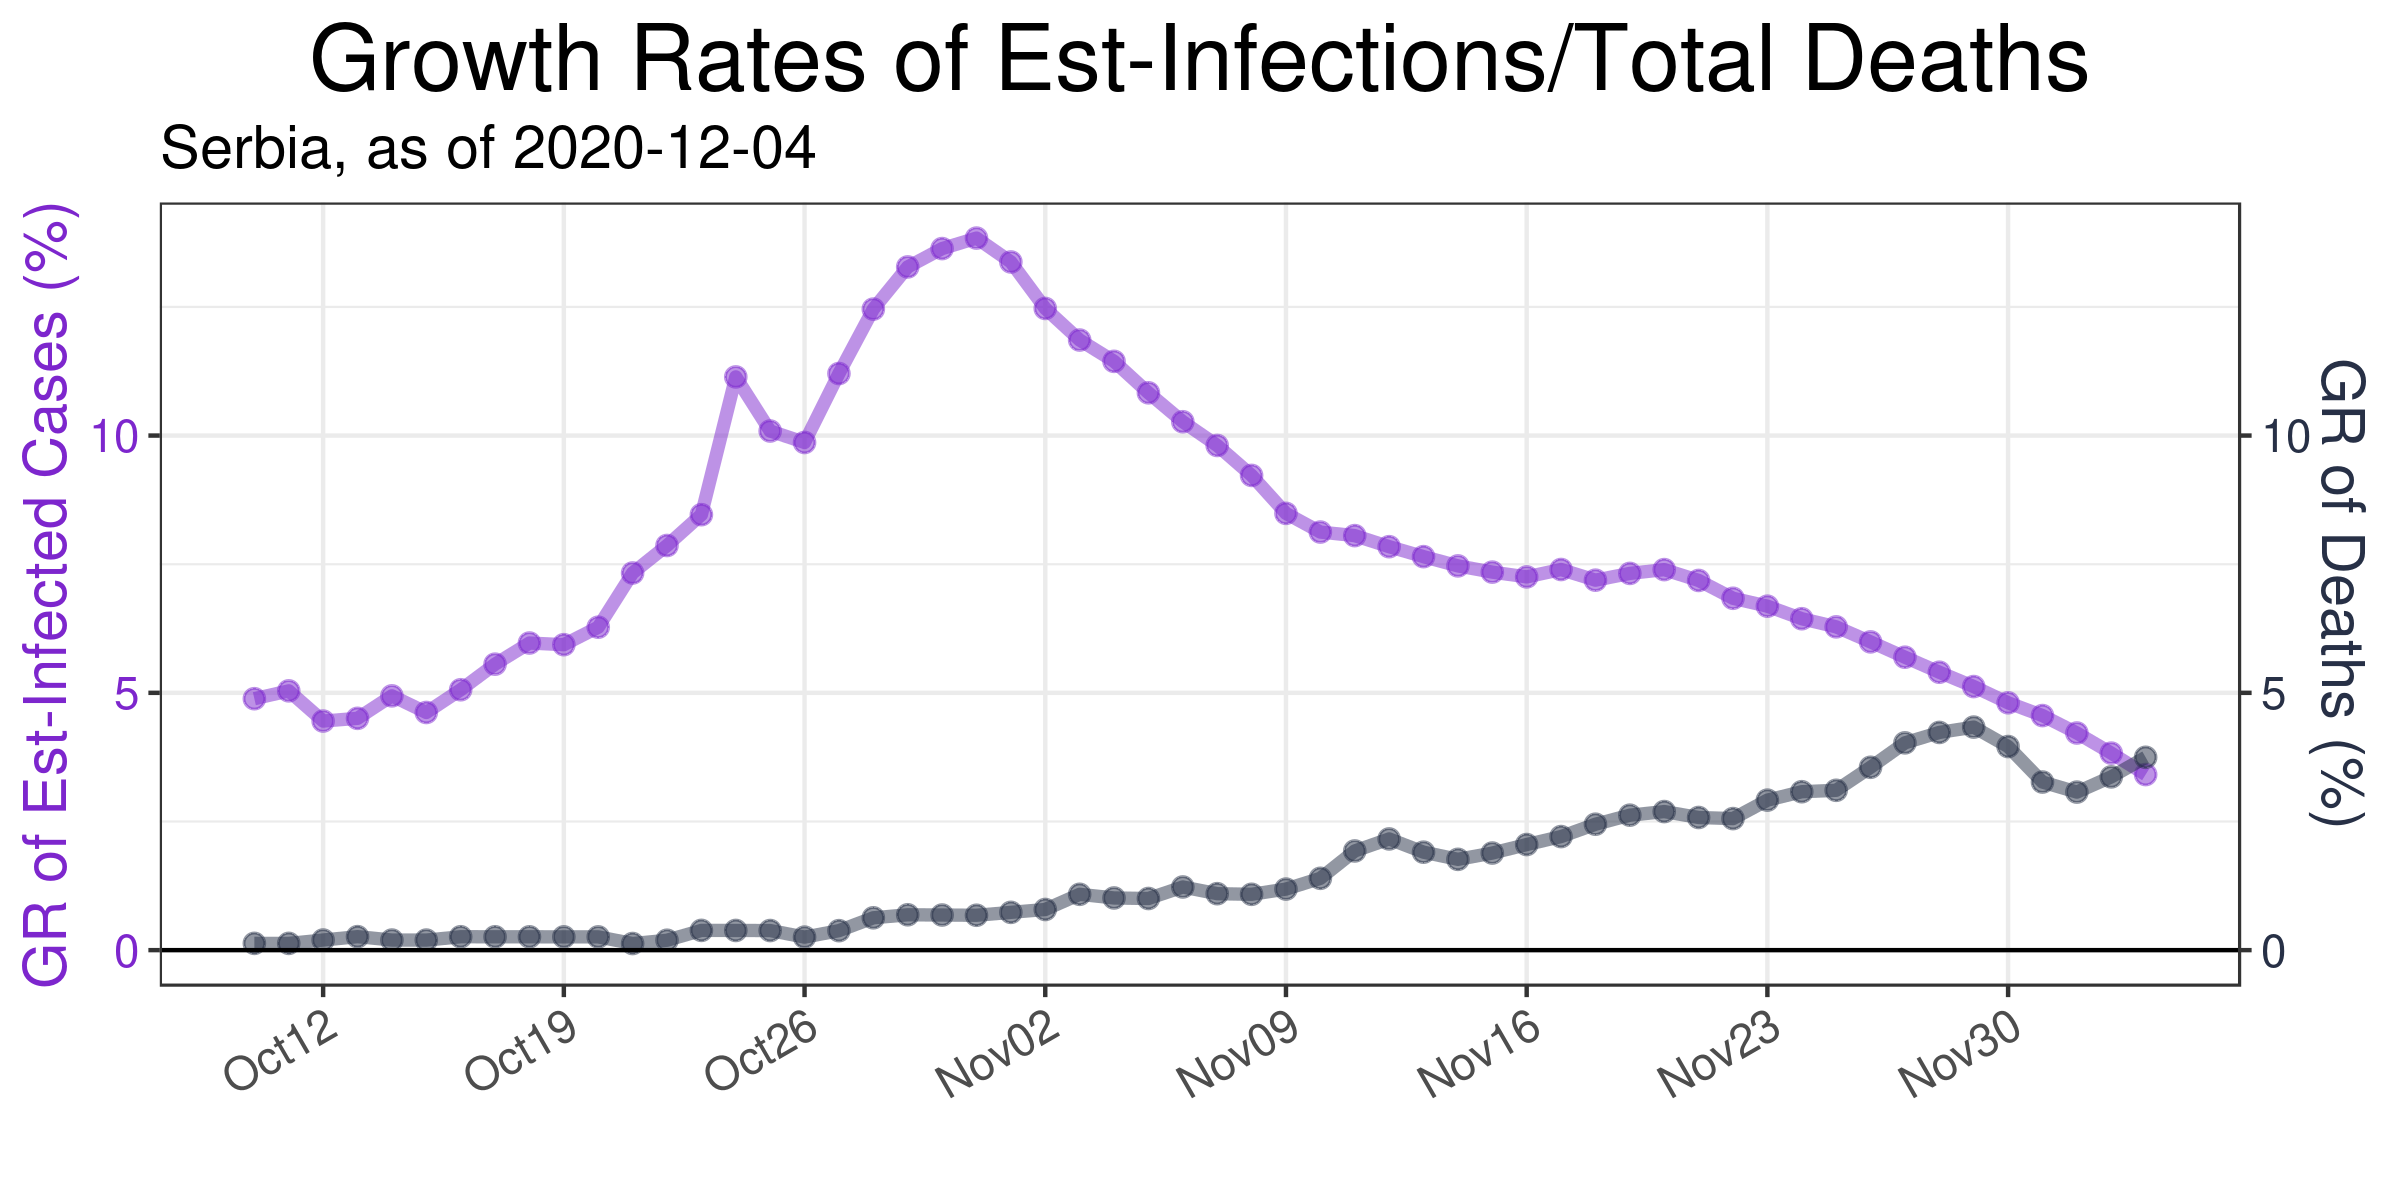 Growth Rates of Est-Infections/Total Deaths
Serbia, as of 2020-12-04
GR of Est-Infected Cases (%)
10
5
0
10
5
0
GR of Deaths (%)
Oct12
Oct19
Oct26
Nov02
Nov09
Nov16
Nov23
Nov30